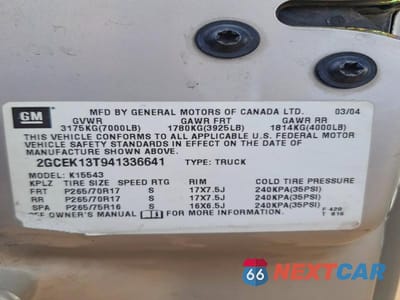 GM
MFD BY GENERAL MOTORS OF CANADA LTD. 03/04
GVWR GAWR FRT GAWR RR
3175KG(7000LB) 1780KG(3925LB) 1814KG(4000LB)
THIS VEHICLE CONFORMS TO ALL APPLICABLE U.S. FEDERAL MOTOR
VEHICLE SAFETY STANDARDS IN EFFECT ON THE DATE OF
MANUFACTURE SHOWN ABOVE.
2GCEK13T941336641 TYPE: TRUCK
MODEL: K15543
KPLZ TIRE SIZE SPEED RTG RIM COLD TIRE PRESSURE
FRT P265/70R17 S 17X7.5J 240KPA(35PSI)
RR P265/70R17 S 17X7.5J 240KPA(35PSI)
SPA P265/75R16 S 16X6.5J 240KPA(35PSI)
SEE OWNER'S MANUAL FOR MORE INFORMATION.
F 429
T 616
66 NEXTCAR